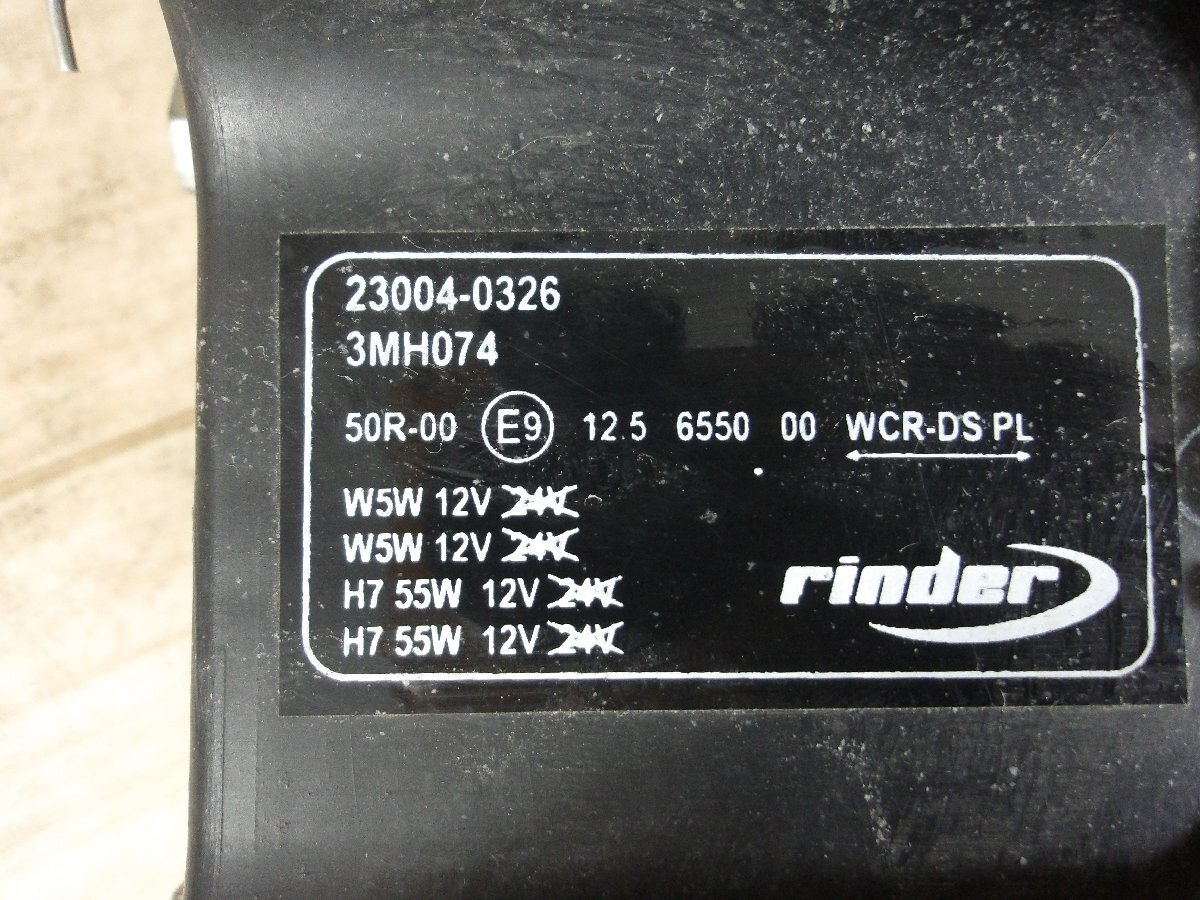 23004-0326
3MH074
50R-00 E9 12.5 6550 00 WCR-DS PL
W5W 12V 24V
W5W 12V 24V
H7 55W 12V 24V
H7 55W 12V 24V
rinder